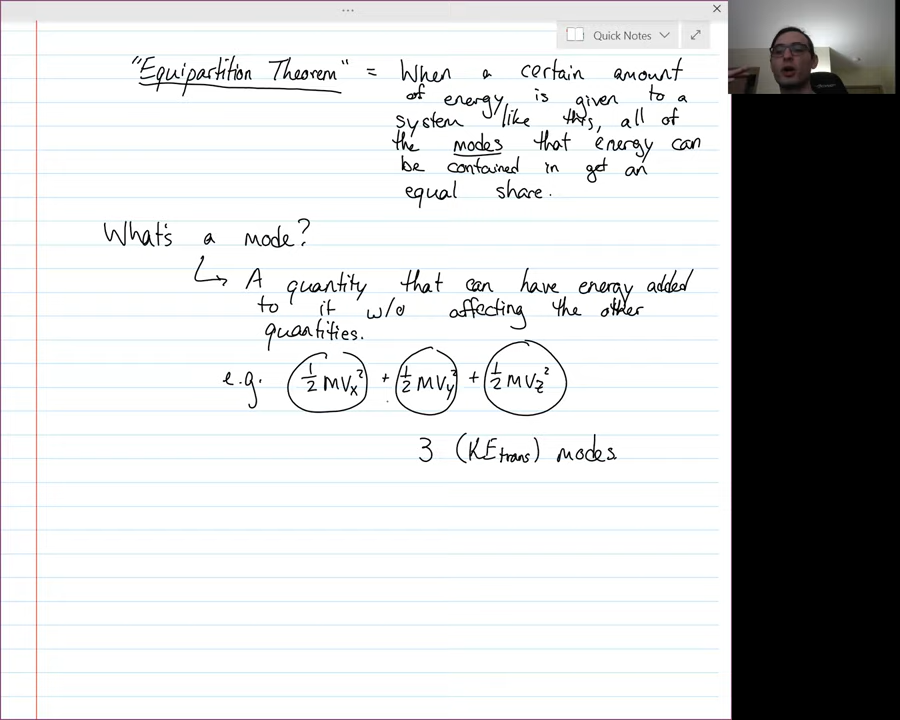 Quick Notes
"Equipartition Theorem" = When a certain amount
of energy is given to a
system like this, all of
the modes that energy can
be contained in get an
equal share.
What's a mode?
A quantity that can have energy added
to it w/o affecting the other
quantities.
e.g. 1/2 mVx² + 1/2 mVy² + 1/2 mVz²
3 (KEtrans) modes.